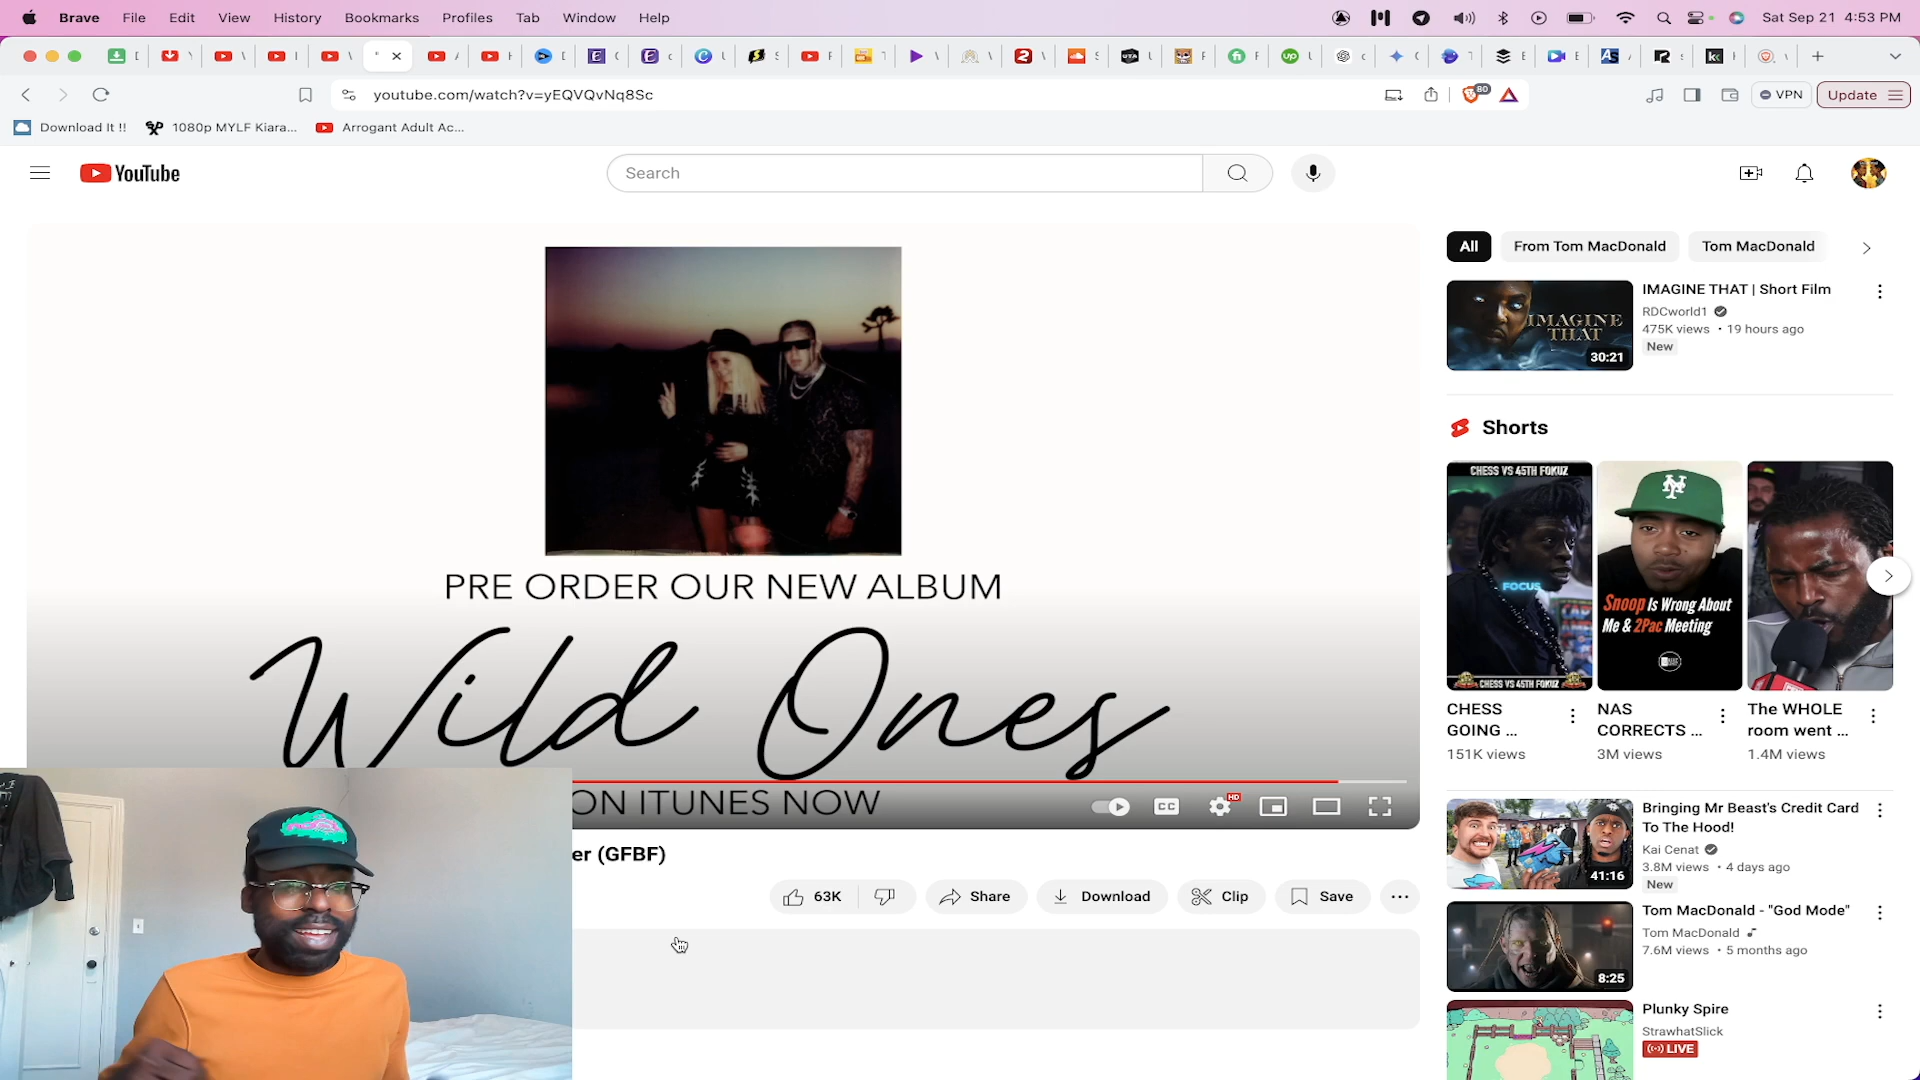 Brave File Edit View History Bookmarks Profiles Tab Window Help Sat Sep 21 4:53 PM
youtube.com/watch?v=yEQVQvNq8Sc 80 VPN Update
Download It !! 1080p MYLF Kiara... Arrogant Adult Ac...
YouTube Search
All From Tom MacDonald Tom MacDonald
PRE ORDER OUR NEW ALBUM
Wild Ones
ON ITUNES NOW
CC HD
er (GFBF)
63K Share Download Clip Save
IMAGINE THAT | Short Film
RDCworld1
475K views • 19 hours ago
New
IMAGINE
THAT
30:21
Shorts
CHESS VS 45TH FOKUZ
FOCUS
CHESS VS 45TH FOKUZ
Snoop Is Wrong About
Me & 2Pac Meeting
CHESS
GOING ...
151K views
NAS
CORRECTS ...
3M views
The WHOLE
room went ...
1.4M views
Bringing Mr Beast's Credit Card
To The Hood!
Kai Cenat
3.8M views • 4 days ago
New
41:16
Tom MacDonald - "God Mode"
Tom MacDonald
7.6M views • 5 months ago
8:25
Plunky Spire
StrawhatSlick
LIVE